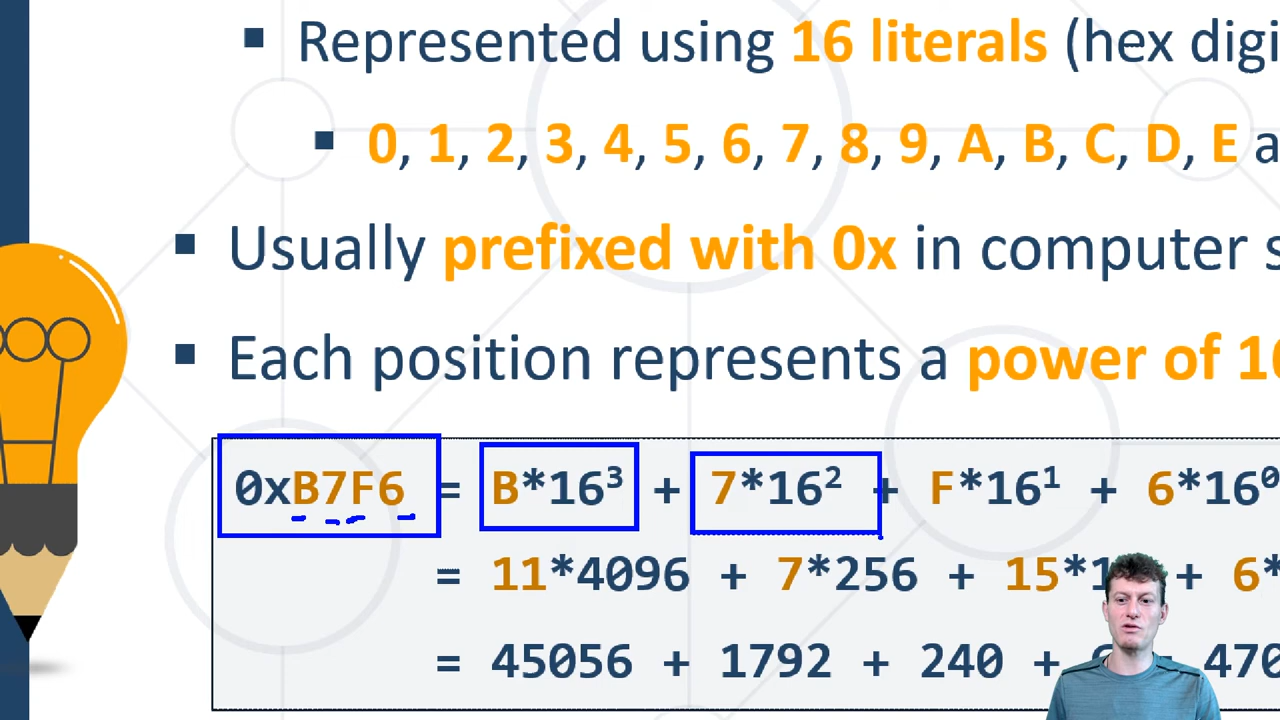 Represented using 16 literals (hex digi
0, 1, 2, 3, 4, 5, 6, 7, 8, 9, A, B, C, D, E a
Usually prefixed with 0x in computer s
Each position represents a power of 16
0xB7F6 = B*16³ + 7*16² + F*16¹ + 6*16⁰
= 11*4096 + 7*256 + 15*1 + 6*
= 45056 + 1792 + 240 + 6 = 470